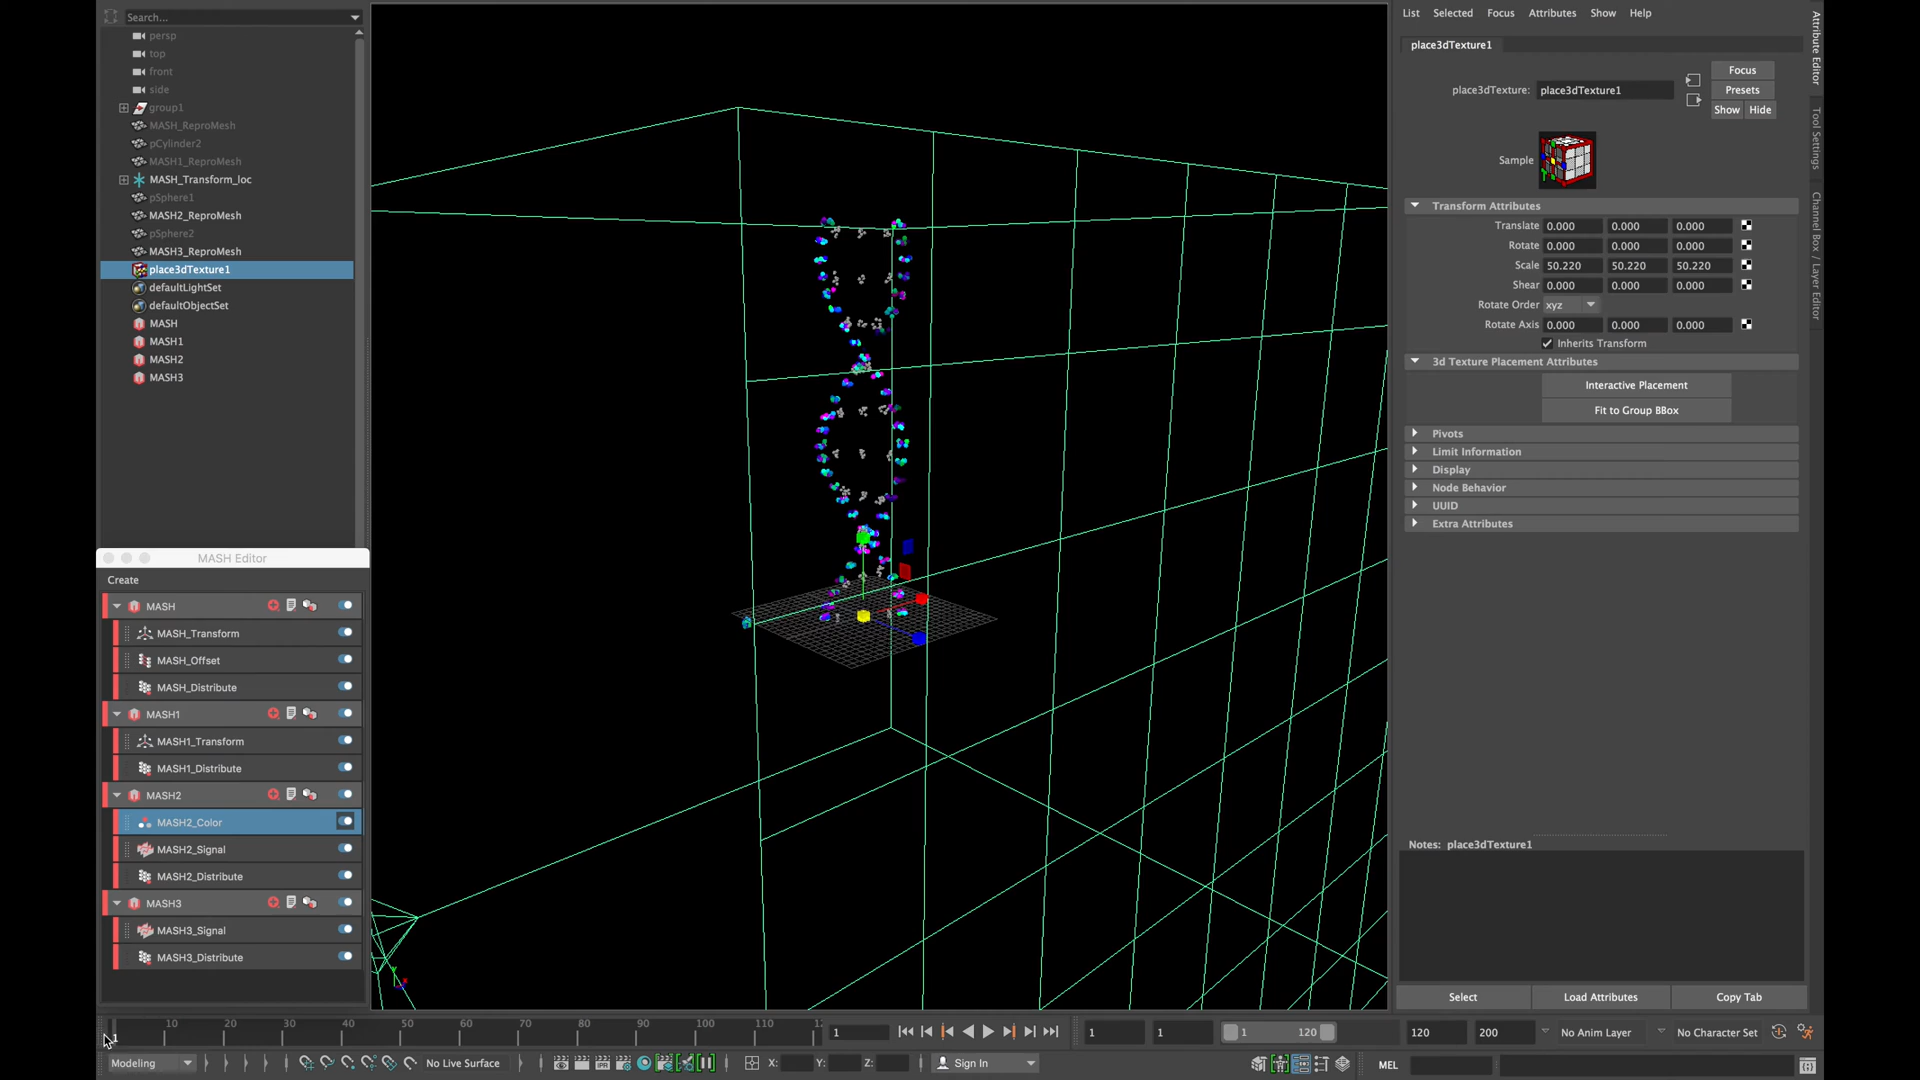 Search...
persp
top
front
side
group1
MASH_ReproMesh
pCylinder2
MASH1_ReproMesh
MASH_Transform_loc
pSphere1
MASH2_ReproMesh
pSphere2
MASH3_ReproMesh
place3dTexture1
defaultLightSet
defaultObjectSet
MASH
MASH1
MASH2
MASH3
MASH Editor
Create
MASH
MASH_Transform
MASH_Offset
MASH_Distribute
MASH1
MASH1_Transform
MASH1_Distribute
MASH2
MASH2_Color
MASH2_Signal
MASH2_Distribute
MASH3
MASH3_Signal
MASH3_Distribute
List Selected Focus Attributes Show Help
place3dTexture1
place3dTexture: place3dTexture1
Focus
Presets
Show Hide
Sample
Transform Attributes
Translate 0.000 0.000 0.000
Rotate 0.000 0.000 0.000
Scale 50.220 50.220 50.220
Shear 0.000 0.000 0.000
Rotate Order xyz
Rotate Axis 0.000 0.000 0.000
Inherits Transform
3d Texture Placement Attributes
Interactive Placement
Fit to Group BBox
Pivots
Limit Information
Display
Node Behavior
UUID
Extra Attributes
Notes: place3dTexture1
Select Load Attributes Copy Tab
Attribute Editor
Tool Settings
Channel Box / Layer Editor
1 10 20 30 40 50 60 70 80 90 100 110 12
1 1 1 1 120 120 200 No Anim Layer No Character Set
Modeling No Live Surface X: Y: Z: Sign In MEL